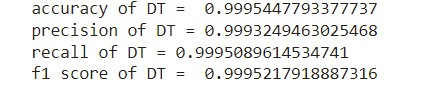 accuracy of DT =  0.9995447793377737
precision of DT = 0.9993249463025468
recall of DT = 0.9995089614534741
f1 score of DT =  0.9995217918887316